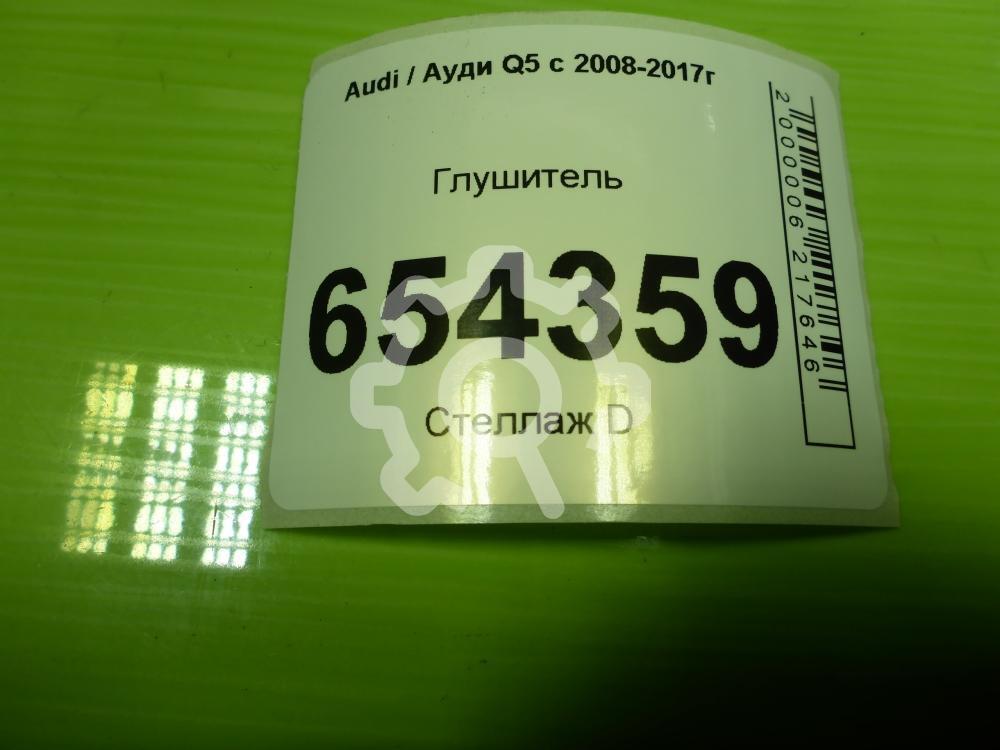 Audi / Ауди Q5 с 2008-2017г
Глушитель
654359
Стеллаж D
2000006217646